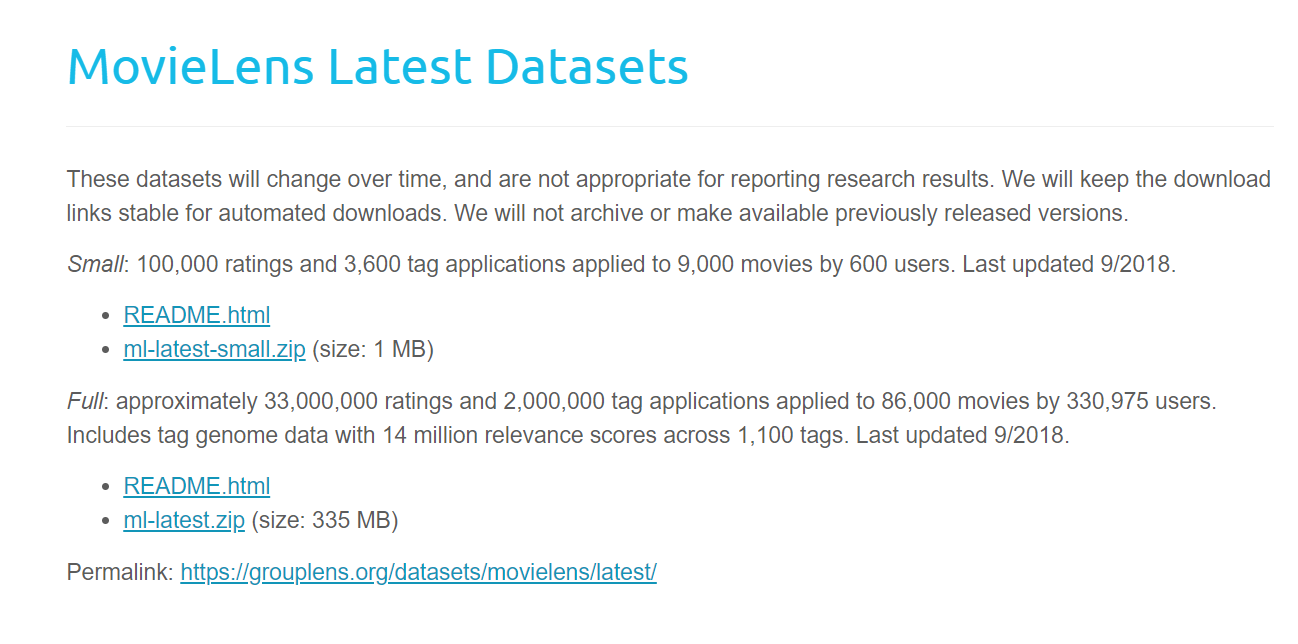 MovieLens Latest Datasets
These datasets will change over time, and are not appropriate for reporting research results. We will keep the download
links stable for automated downloads. We will not archive or make available previously released versions.
Small: 100,000 ratings and 3,600 tag applications applied to 9,000 movies by 600 users. Last updated 9/2018.
• README.html
• ml-latest-small.zip (size: 1 MB)
Full: approximately 33,000,000 ratings and 2,000,000 tag applications applied to 86,000 movies by 330,975 users.
Includes tag genome data with 14 million relevance scores across 1,100 tags. Last updated 9/2018.
• README.html
• ml-latest.zip (size: 335 MB)
Permalink: https://grouplens.org/datasets/movielens/latest/